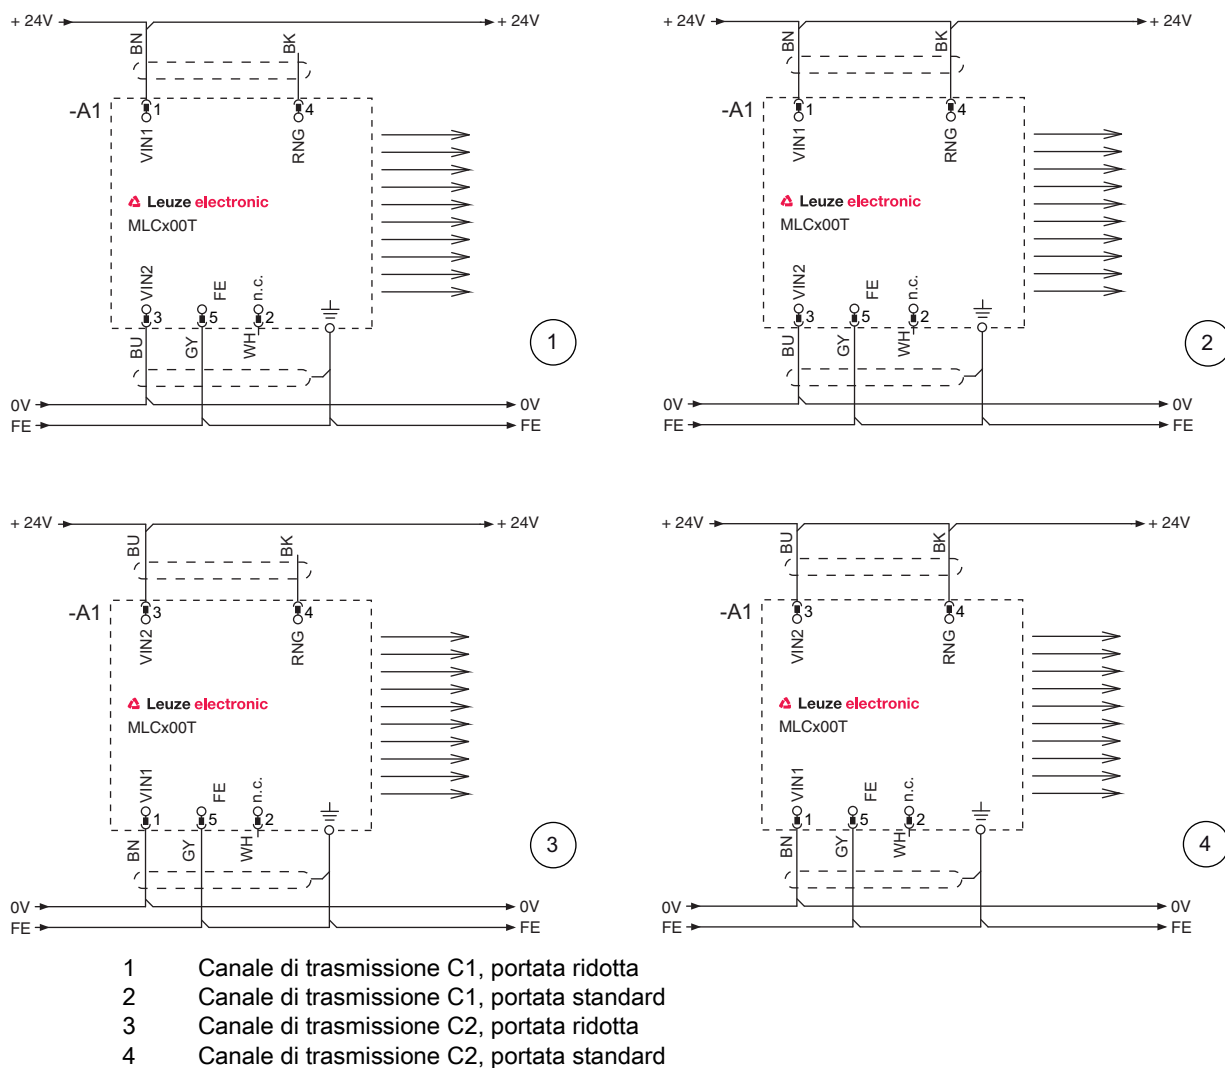 + 24V
+ 24V
BN
BK
-A1
1
4
VIN1
RNG
Leuze electronic
MLCx00T
VIN2
FE
n.c.
3
5
2
BU
GY
WH
1
0V
0V
FE
FE
+ 24V
+ 24V
BN
BK
-A1
1
4
VIN1
RNG
Leuze electronic
MLCx00T
VIN2
FE
n.c.
3
5
2
BU
GY
WH
2
0V
0V
FE
FE
+ 24V
+ 24V
BU
BK
-A1
3
4
VIN2
RNG
Leuze electronic
MLCx00T
VIN1
FE
n.c.
1
5
2
BN
GY
WH
3
0V
0V
FE
FE
+ 24V
+ 24V
BU
BK
-A1
3
4
VIN2
RNG
Leuze electronic
MLCx00T
VIN1
FE
n.c.
1
5
2
BN
GY
WH
4
0V
0V
FE
FE
1 Canale di trasmissione C1, portata ridotta
2 Canale di trasmissione C1, portata standard
3 Canale di trasmissione C2, portata ridotta
4 Canale di trasmissione C2, portata standard